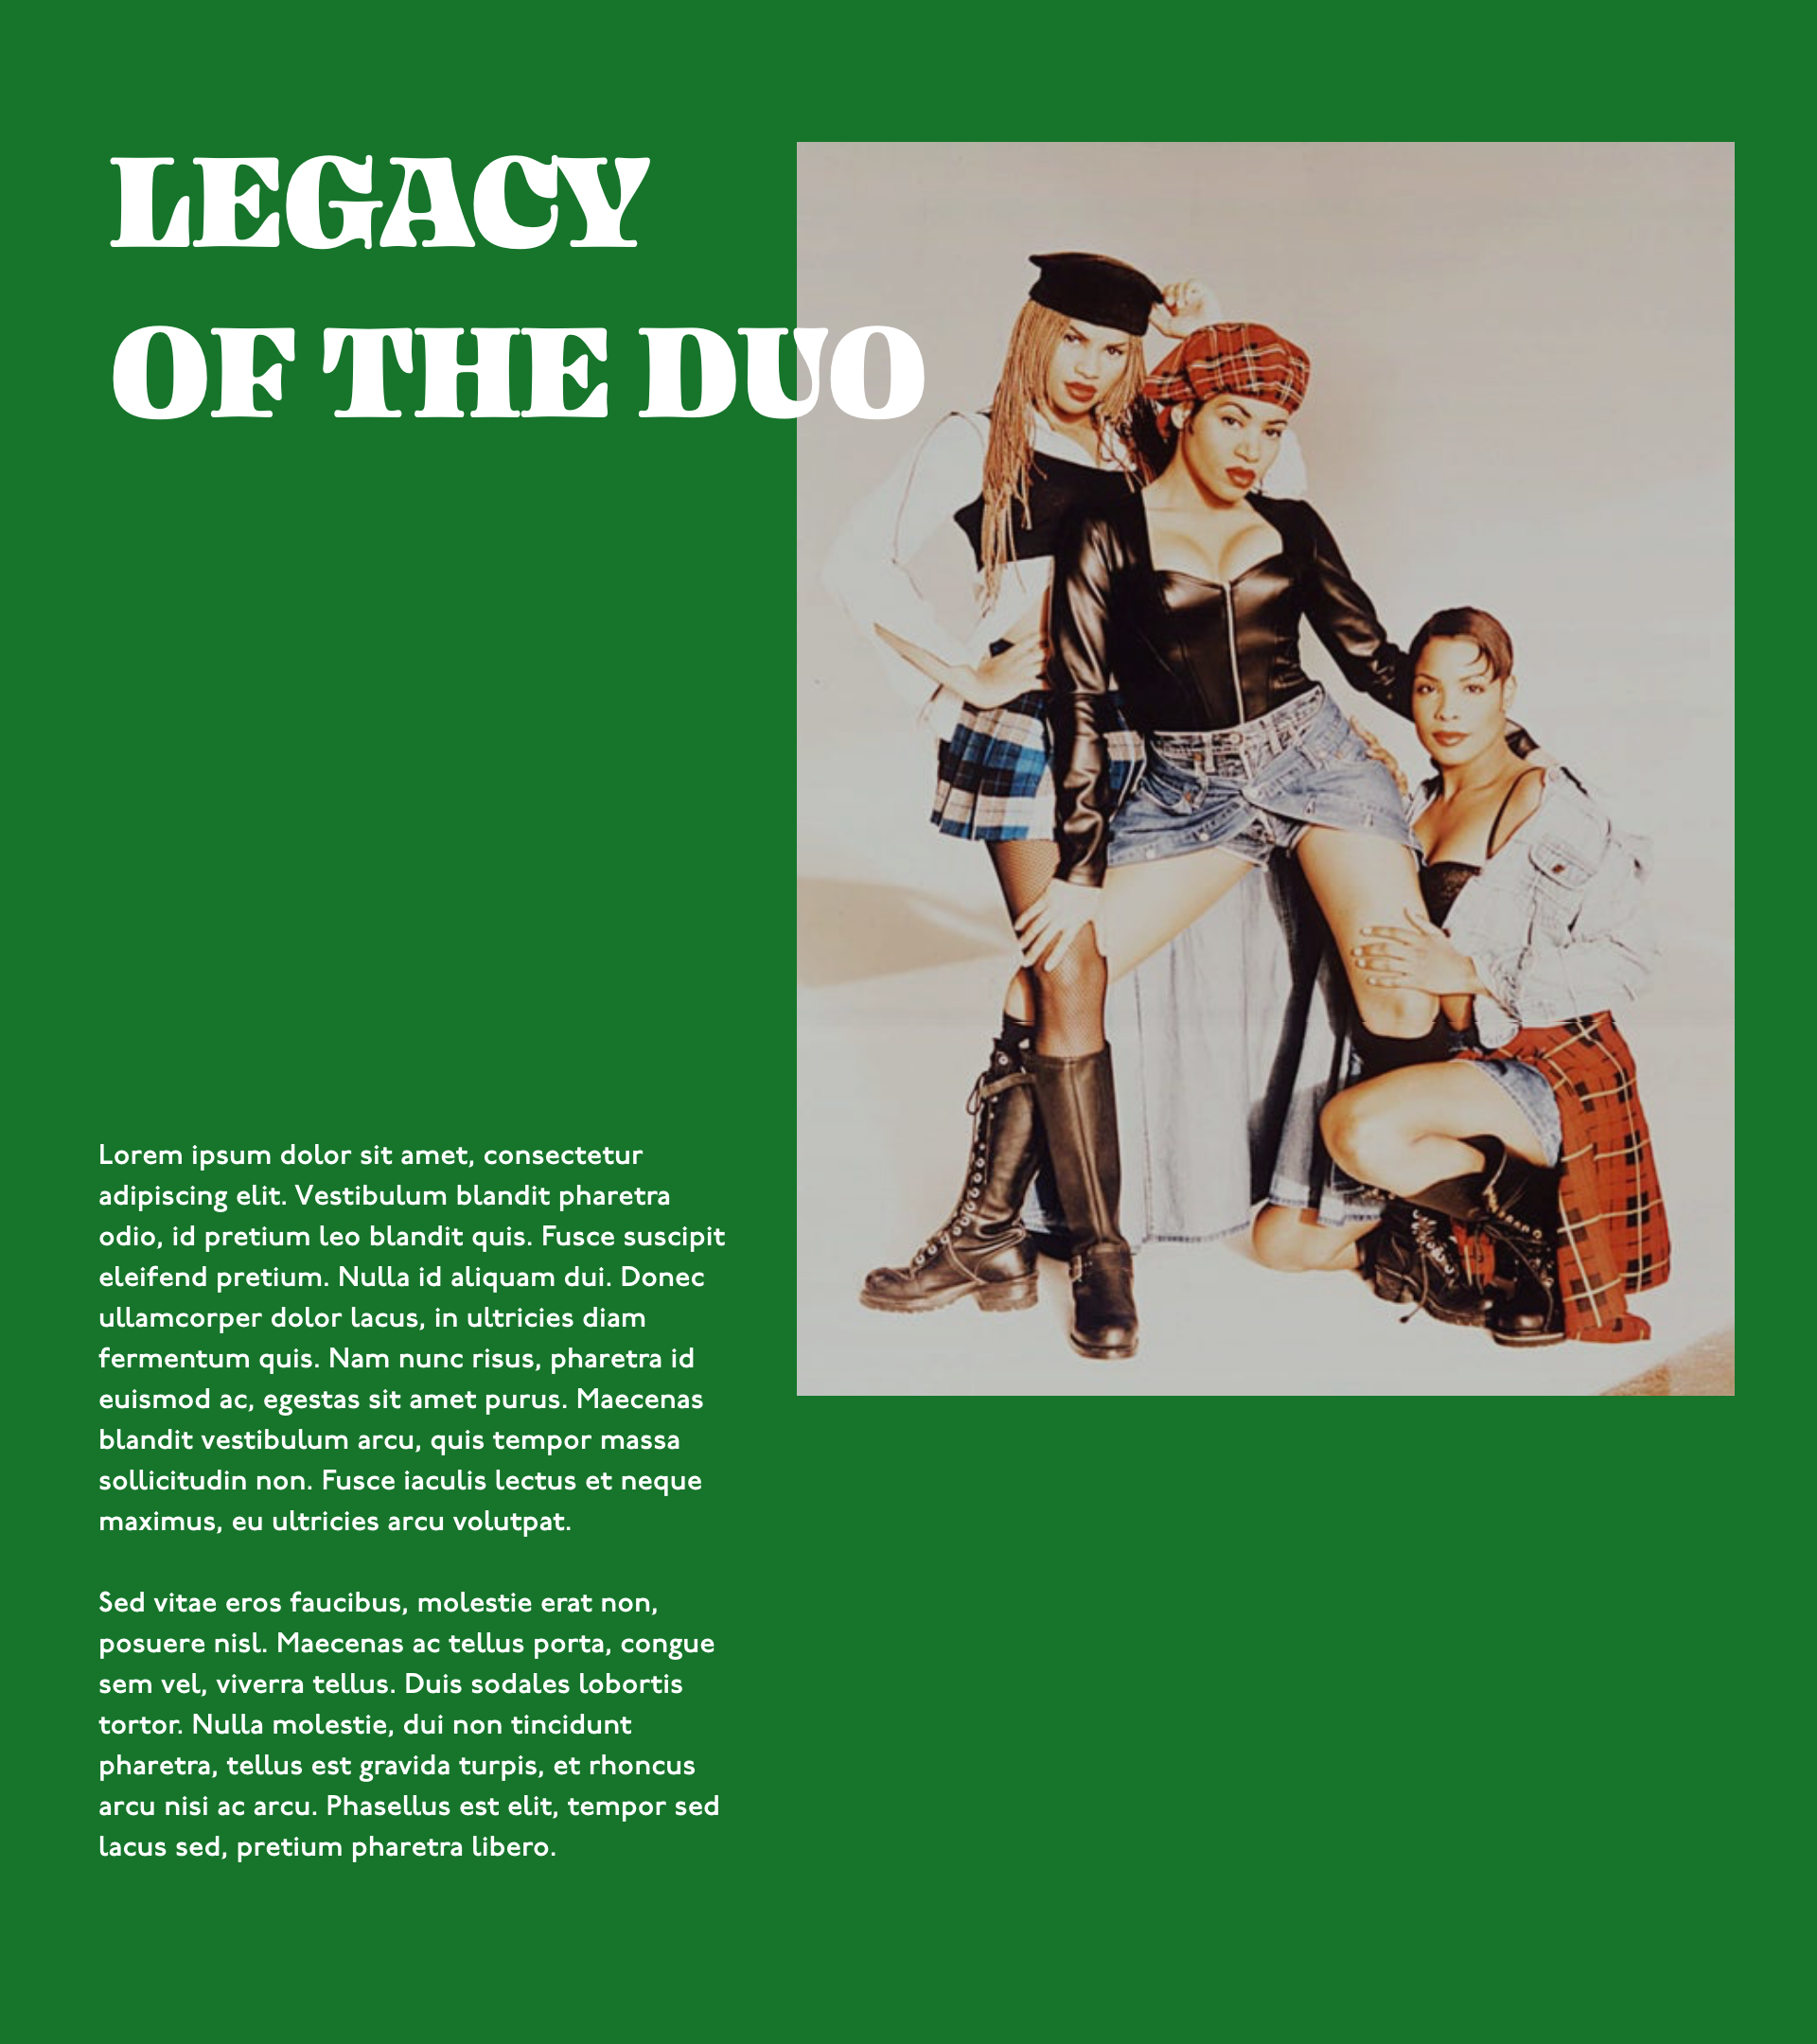 LEGACY
OF THE DUO
Lorem ipsum dolor sit amet, consectetur
adipiscing elit. Vestibulum blandit pharetra
odio, id pretium leo blandit quis. Fusce suscipit
eleifend pretium. Nulla id aliquam dui. Donec
ullamcorper dolor lacus, in ultricies diam
fermentum quis. Nam nunc risus, pharetra id
euismod ac, egestas sit amet purus. Maecenas
blandit vestibulum arcu, quis tempor massa
sollicitudin non. Fusce iaculis lectus et neque
maximus, eu ultricies arcu volutpat.
Sed vitae eros faucibus, molestie erat non,
posuere nisl. Maecenas ac tellus porta, congue
sem vel, viverra tellus. Duis sodales lobortis
tortor. Nulla molestie, dui non tincidunt
pharetra, tellus est gravida turpis, et rhoncus
arcu nisi ac arcu. Phasellus est elit, tempor sed
lacus sed, pretium pharetra libero.